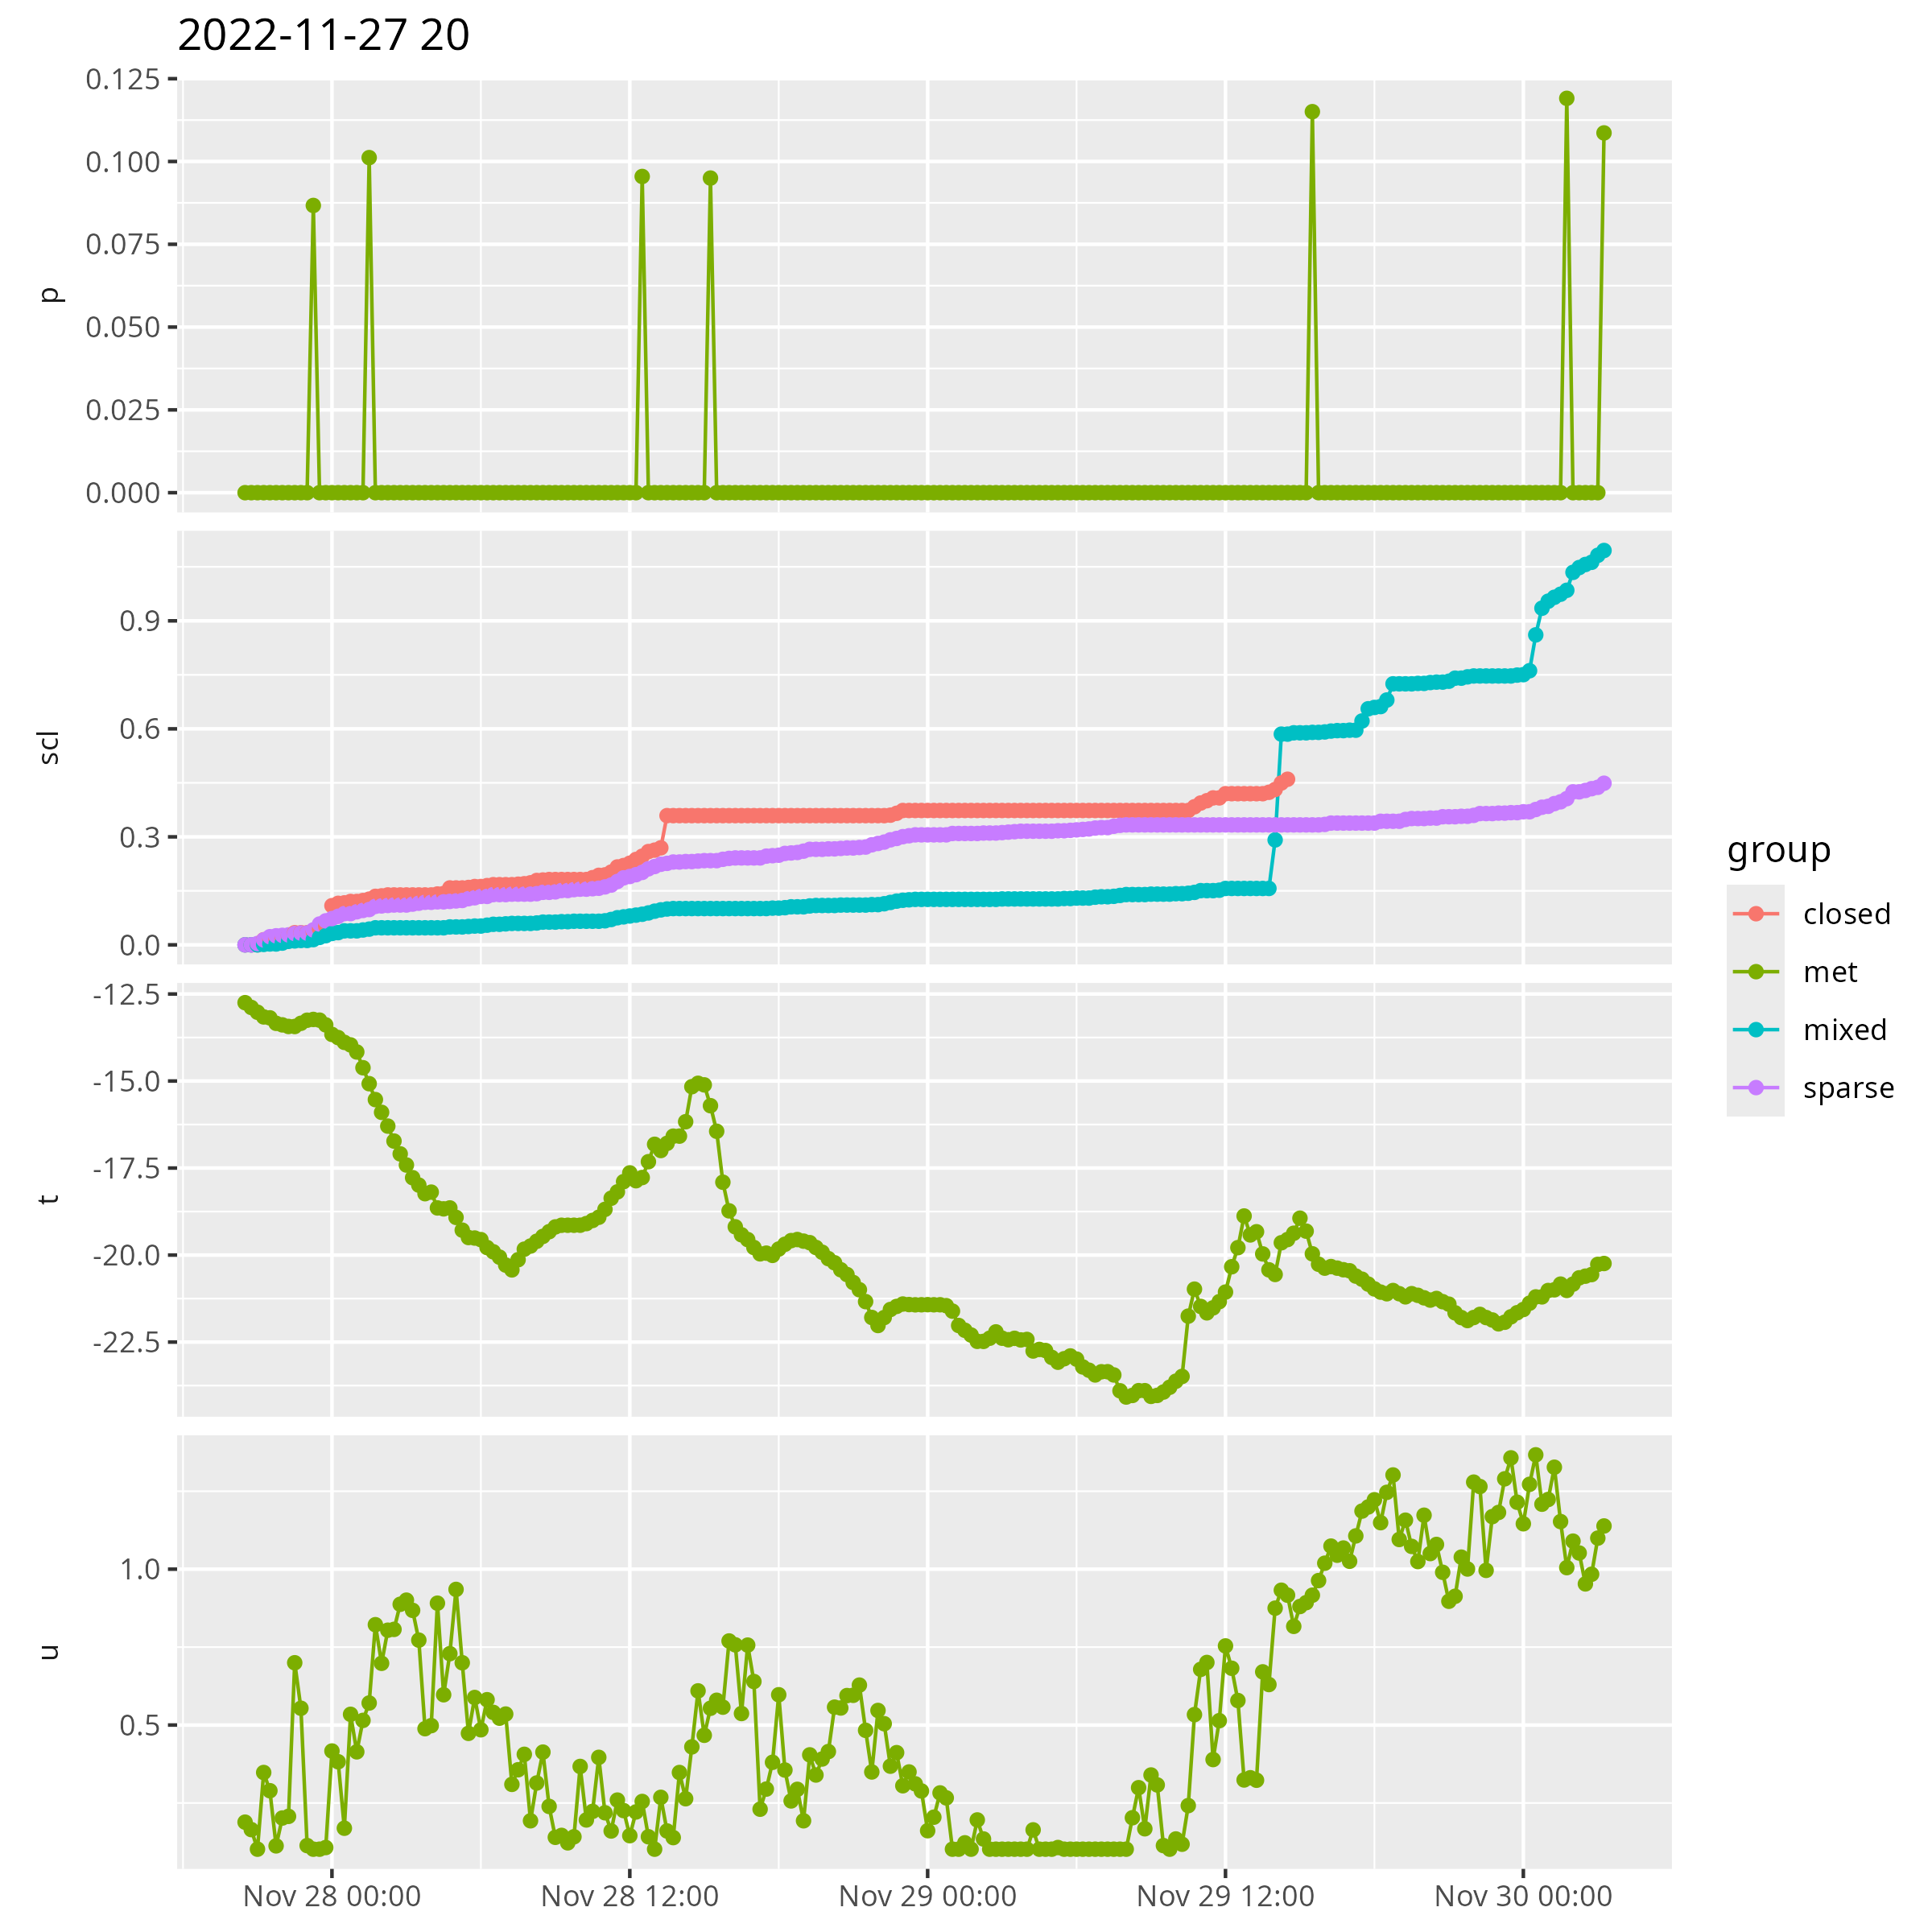 2022-11-27 20
0.125
0.100
0.075
0.050
0.025
0.000
p
0.9
0.6
0.3
0.0
scl
-12.5
-15.0
-17.5
-20.0
-22.5
t
1.0
0.5
u
Nov 28 00:00
Nov 28 12:00
Nov 29 00:00
Nov 29 12:00
Nov 30 00:00
group
closed
met
mixed
sparse